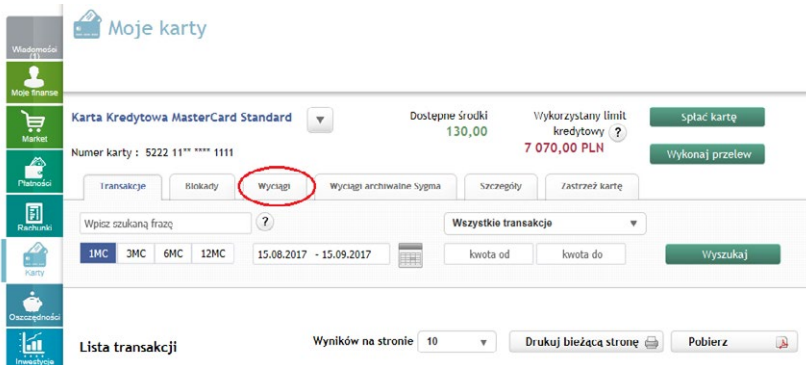 Moje karty
Wiadomości
(1)
Moje finanse
Market
Płatności
Rachunki
Karty
Oszczędności
Inwestycje
Karta Kredytowa MasterCard Standard
Dostępne środki
130,00
Wykorzystany limit
kredytowy ?
7 070,00 PLN
Spłać kartę
Wykonaj przelew
Numer karty : 5222 11** **** 1111
Transakcje Blokady Wyciągi Wyciągi archiwalne Sygma Szczegóły Zastrzeż kartę
Wpisz szukaną frazę ? Wszystkie transakcje
1MC 3MC 6MC 12MC 15.08.2017 - 15.09.2017 kwota od kwota do Wyszukaj
Lista transakcji Wyników na stronie 10 Drukuj bieżącą stronę Pobierz